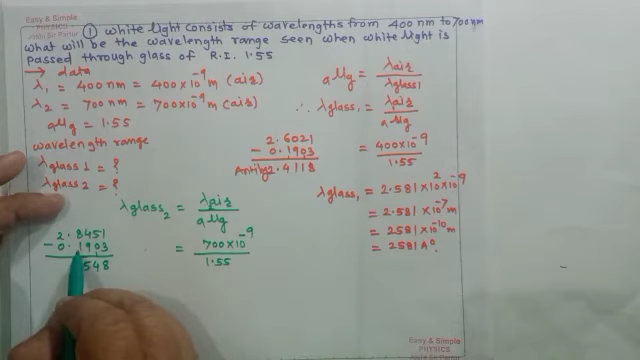 Easy & Simple
PHYSICS
Anila Sir Pattur
① White light consists of wavelengths from 400 nm to 700 nm
what will be the wavelength range seen when white light is
passed through glass of R.I. 1.55
→ data
λ₁ = 400 nm = 400×10⁻⁹ m (air)
λ₂ = 700 nm = 700×10⁻⁹ m (air)
aμg = 1.55
wavelength range
λglass 1 = ?
λglass 2 = ?
2.6021
- 0.1903
Antilog 2.4118
aμg = λair / λglass1
∴ λglass₁ = λair / aμg
= 400×10⁻⁹ / 1.55
λglass₁ = 2.581×10²×10⁻⁹
= 2.581×10⁻⁷ m
= 2581×10⁻¹⁰ m
= 2581 A°.
λglass₂ = λair / aμg
= 700×10⁻⁹ / 1.55
2.8451
- 0.1903
548
Easy & Simple
PHYSICS